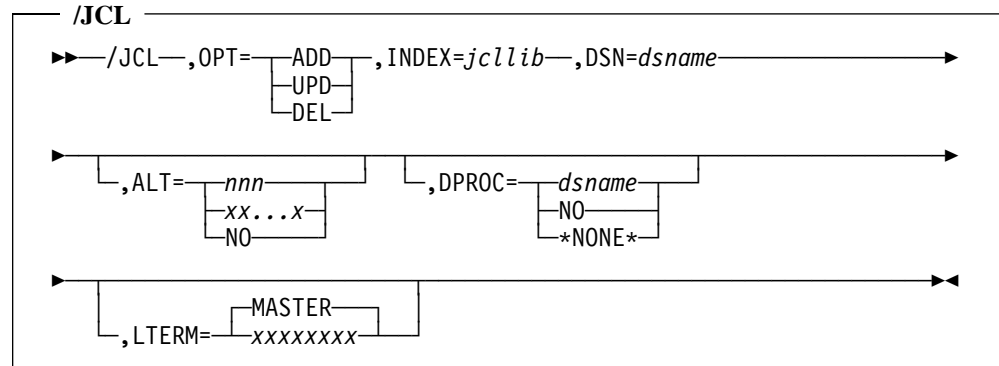 /JCL
/JCL ,OPT= ADD ,INDEX=jcllib ,DSN=dsname
UPD
DEL
,ALT= nnn ,DPROC= dsname
xx...x NO
NO *NONE*
MASTER
,LTERM= xxxxxxxx